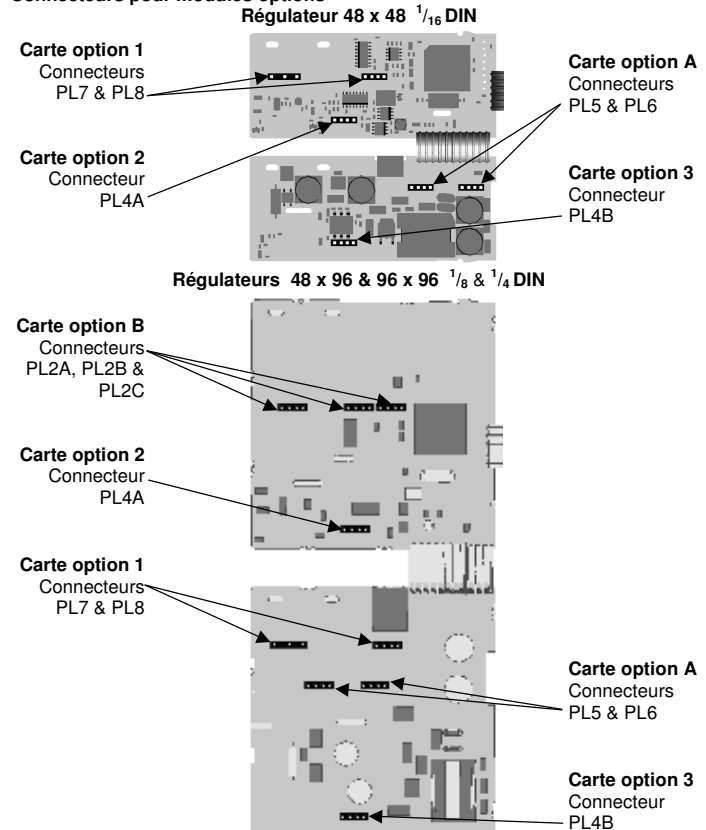 Connecteurs pour modules options
Régulateur 48 x 48 1/16 DIN
Carte option 1
Connecteurs
PL7 & PL8
Carte option A
Connecteurs
PL5 & PL6
Carte option 2
Connecteur
PL4A
Carte option 3
Connecteur
PL4B
Régulateurs 48 x 96 & 96 x 96 1/8 & 1/4 DIN
Carte option B
Connecteurs
PL2A, PL2B &
PL2C
Carte option 2
Connecteur
PL4A
Carte option 1
Connecteurs
PL7 & PL8
Carte option A
Connecteurs
PL5 & PL6
Carte option 3
Connecteur
PL4B